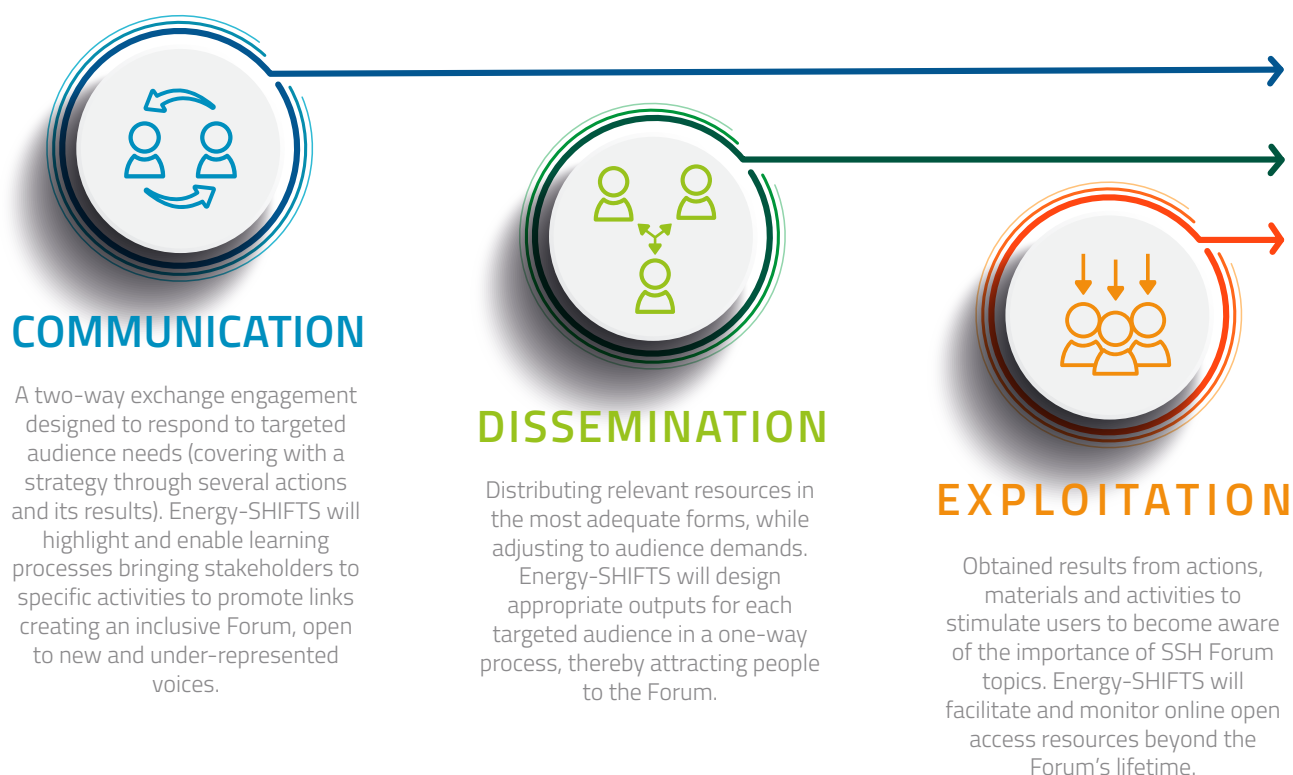 COMMUNICATION
A two-way exchange engagement
designed to respond to targeted
audience needs (covering with a
strategy through several actions
and its results). Energy-SHIFTS will
highlight and enable learning
processes bringing stakeholders to
specific activities to promote links
creating an inclusive Forum, open
to new and under-represented
voices.
DISSEMINATION
Distributing relevant resources in
the most adequate forms, while
adjusting to audience demands.
Energy-SHIFTS will design
appropriate outputs for each
targeted audience in a one-way
process, thereby attracting people
to the Forum.
EXPLOITATION
Obtained results from actions,
materials and activities to
stimulate users to become aware
of the importance of SSH Forum
topics. Energy-SHIFTS will
facilitate and monitor online open
access resources beyond the
Forum's lifetime.